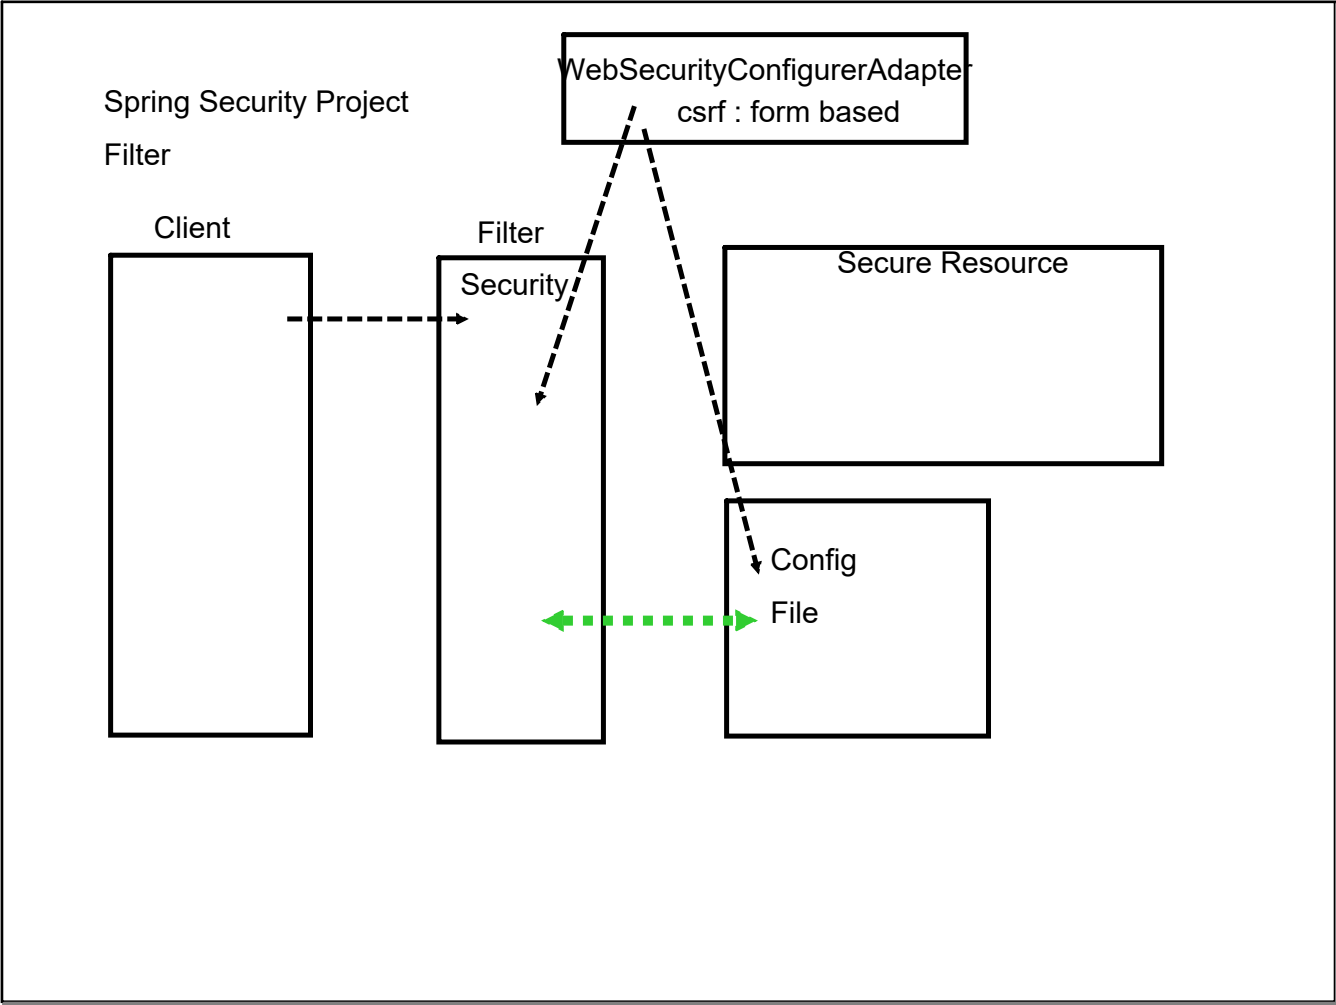 WebSecurityConfigurerAdapter
csrf : form based
Spring Security Project
Filter
Client
Filter
Security
Secure Resource
Config
File